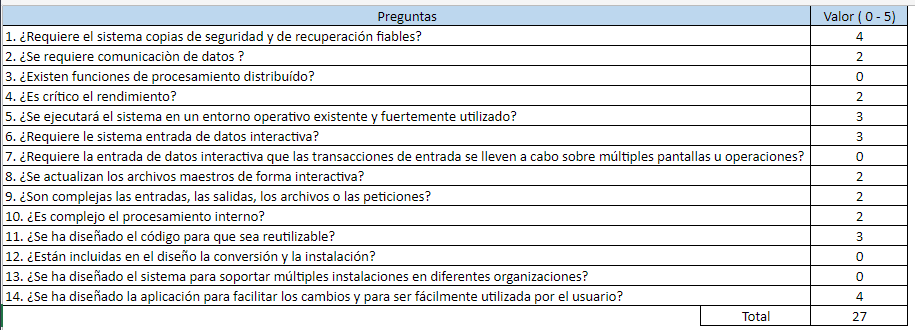 Preguntas Valor ( 0 - 5)
1. ¿Requiere el sistema copias de seguridad y de recuperación fiables? 4
2. ¿Se requiere comunicaciòn de datos ? 2
3. ¿Existen funciones de procesamiento distribuído? 0
4. ¿Es crítico el rendimiento? 2
5. ¿Se ejecutará el sistema en un entorno operativo existente y fuertemente utilizado? 3
6. ¿Requiere le sistema entrada de datos interactiva? 3
7. ¿Requiere la entrada de datos interactiva que las transacciones de entrada se lleven a cabo sobre múltiples pantallas u operaciones? 0
8. ¿Se actualizan los archivos maestros de forma interactiva? 2
9. ¿Son complejas las entradas, las salidas, los archivos o las peticiones? 2
10. ¿Es complejo el procesamiento interno? 2
11. ¿Se ha diseñado el código para que sea reutilizable? 3
12. ¿Están incluidas en el diseño la conversión y la instalación? 0
13. ¿Se ha diseñado el sistema para soportar múltiples instalaciones en diferentes organizaciones? 0
14. ¿Se ha diseñado la aplicación para facilitar los cambios y para ser fácilmente utilizada por el usuario? 4
Total 27